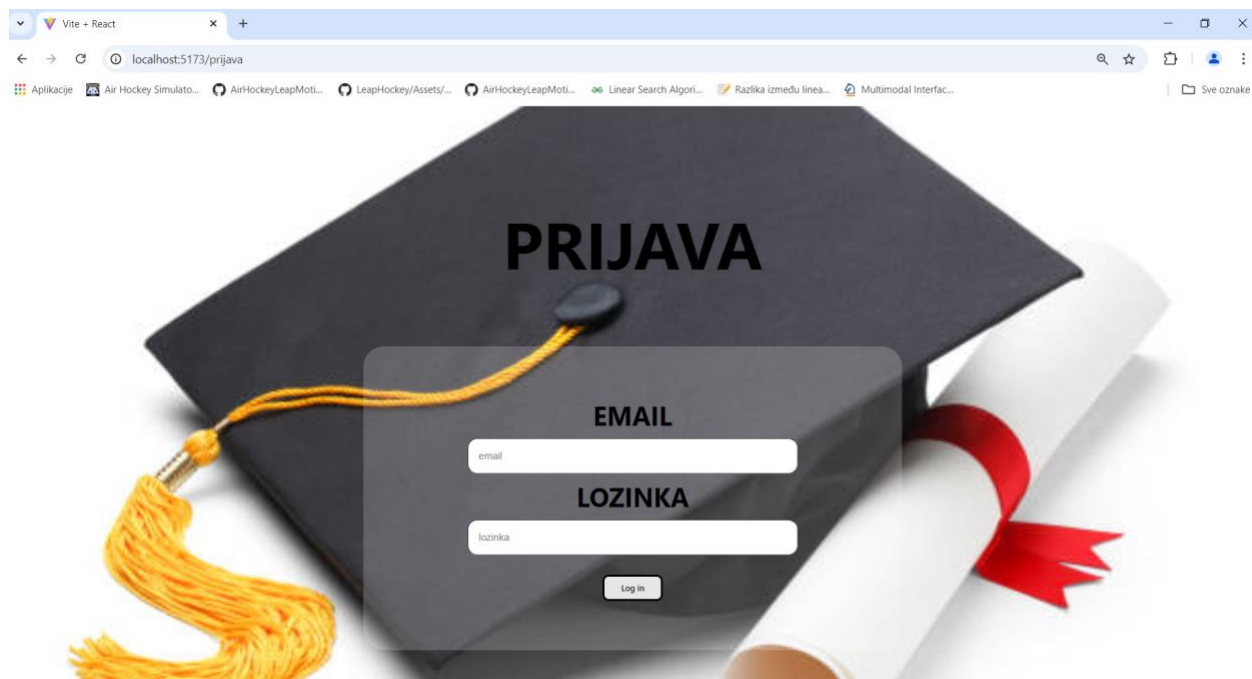 Vite + React
localhost:5173/prijava
Aplikacije Air Hockey Simulato... AirHockeyLeapMoti... LeapHockey/Assets/... AirHockeyLeapMoti... Linear Search Algori... Razlika između linea... Multimodal Interfac... Sve oznake
PRIJAVA
EMAIL
email
LOZINKA
lozinka
Log in